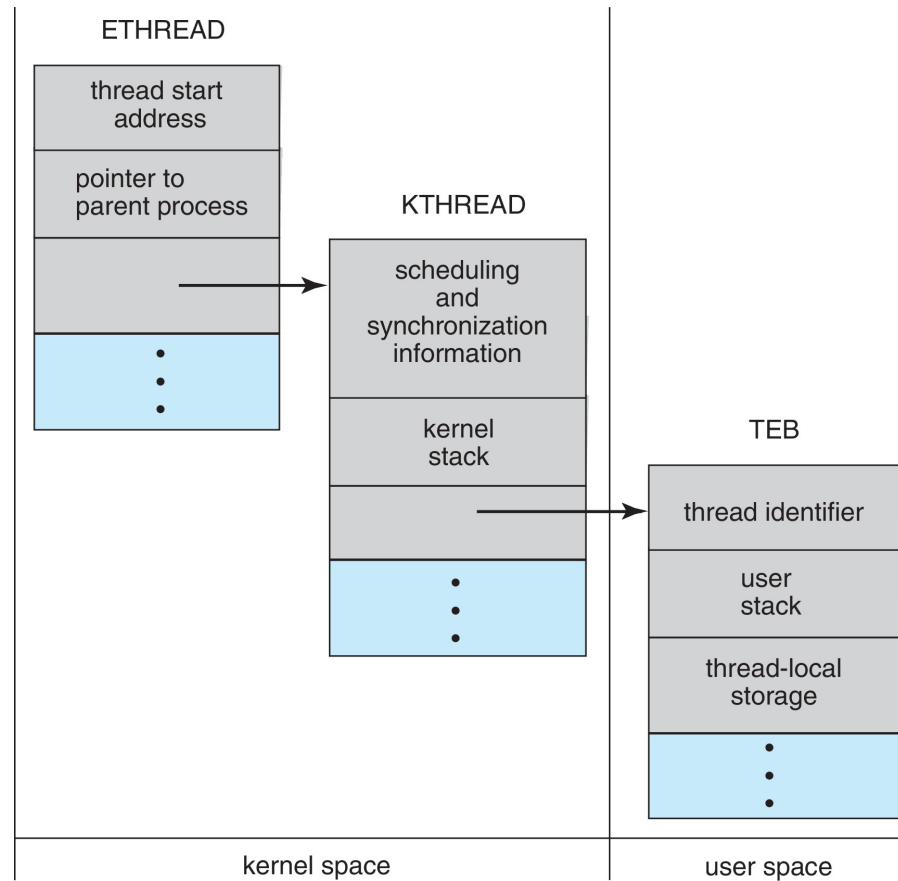 ETHREAD
thread start
address
pointer to
parent process
KTHREAD
scheduling
and
synchronization
information
kernel
stack
TEB
thread identifier
user
stack
thread-local
storage
kernel space
user space